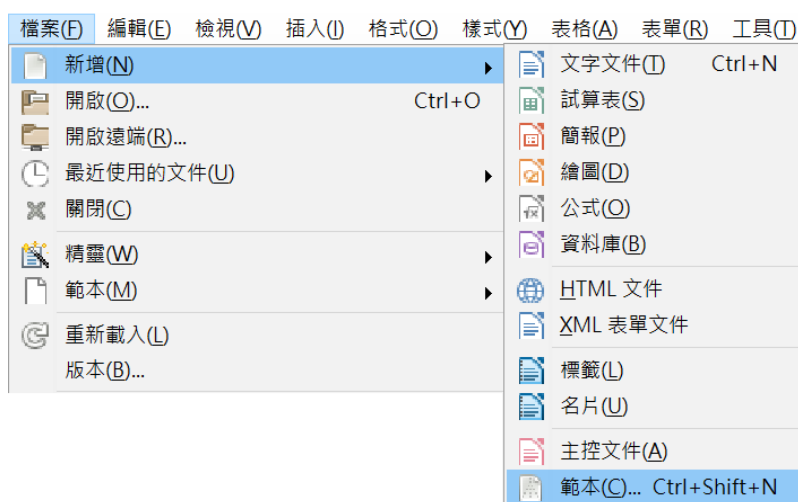 檔案(F) 編輯(E) 檢視(V) 插入(I) 格式(O) 樣式(Y) 表格(A) 表單(R) 工具(T)
新增(N)
開啟(O)... Ctrl+O
開啟遠端(R)...
最近使用的文件(U)
關閉(C)
精靈(W)
範本(M)
重新載入(L)
版本(B)...
文字文件(T) Ctrl+N
試算表(S)
簡報(P)
繪圖(D)
公式(O)
資料庫(B)
HTML 文件
XML 表單文件
標籤(L)
名片(U)
主控文件(A)
範本(C)... Ctrl+Shift+N